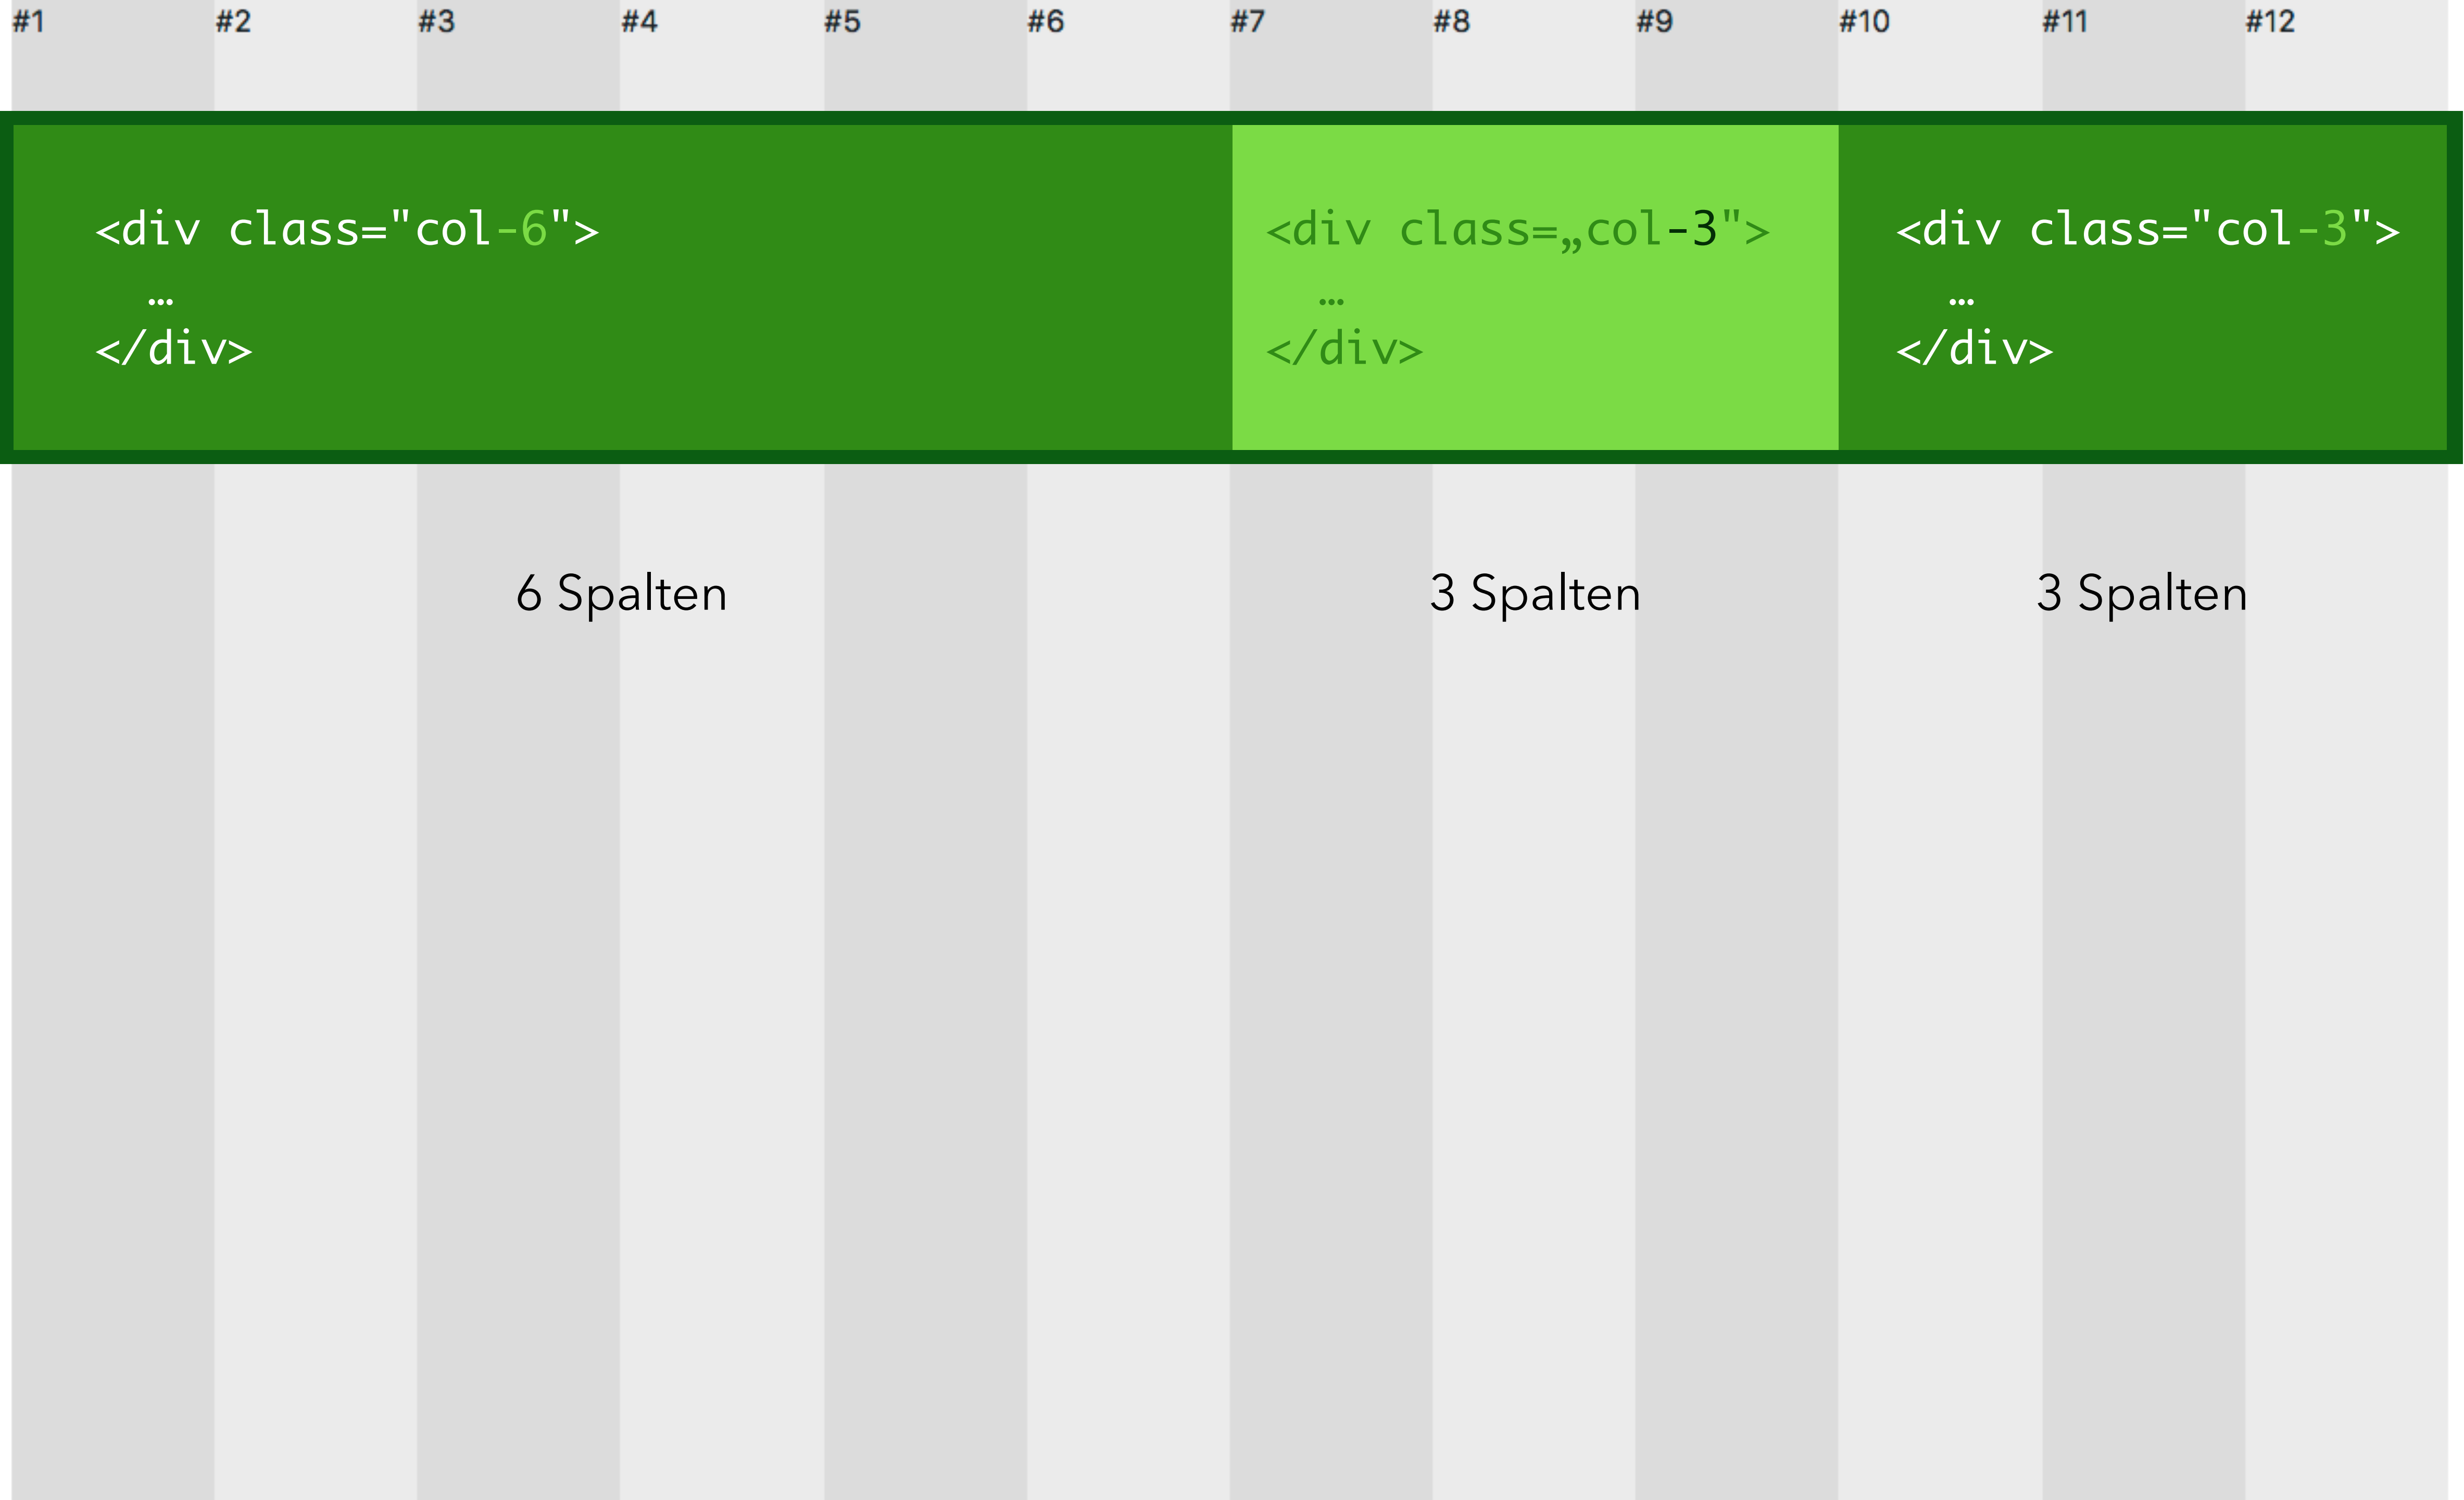 #1 #2 #3 #4 #5 #6 #7 #8 #9 #10 #11 #12
<div class="col-6">
…
</div>
<div class=„col-3">
…
</div>
<div class="col-3">
…
</div>
6 Spalten
3 Spalten
3 Spalten